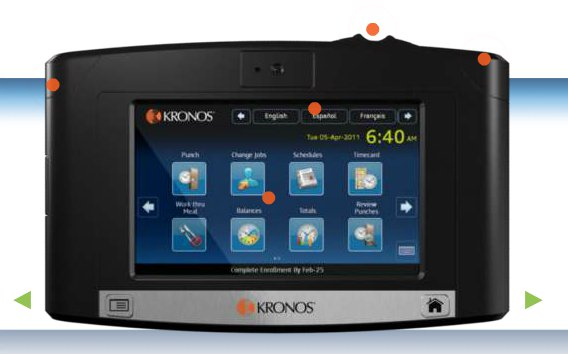 KRONOS
English Español Français
Tue 05-Apr-2011 6:40 AM
Punch Change Jobs Schedules Timecard
Work thru Meal Balances Totals Review Punches
Complete Enrollment By Feb-25
KRONOS